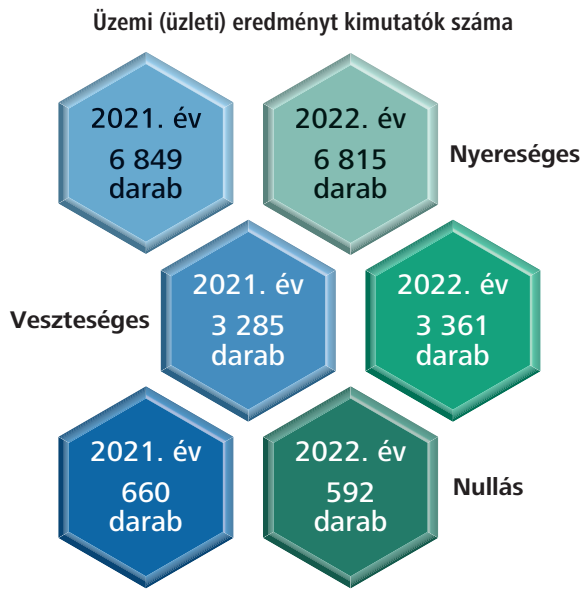 Üzemi (üzleti) eredményt kimutatók száma
2021. év
6 849
darab
2022. év
6 815
darab
Nyereséges
Veszteséges
2021. év
3 285
darab
2022. év
3 361
darab
2021. év
660
darab
2022. év
592
darab
Nullás